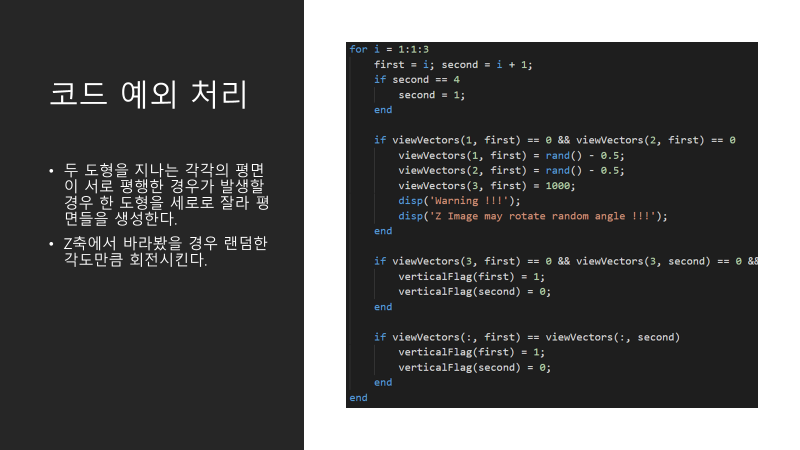 코드 예외 처리
• 두 도형을 지나는 각각의 평면
이 서로 평행한 경우가 발생할
경우 한 도형을 세로로 잘라 평
면들을 생성한다.
• Z축에서 바라봤을 경우 랜덤한
각도만큼 회전시킨다.
for i = 1:1:3
first = i; second = i + 1;
if second == 4
second = 1;
end
if viewVectors(1, first) == 0 && viewVectors(2, first) == 0
viewVectors(1, first) = rand() - 0.5;
viewVectors(2, first) = rand() - 0.5;
viewVectors(3, first) = 1000;
disp('Warning !!!');
disp('Z Image may rotate random angle !!!');
end
if viewVectors(3, first) == 0 && viewVectors(3, second) == 0 &&
verticalFlag(first) = 1;
verticalFlag(second) = 0;
end
if viewVectors(:, first) == viewVectors(:, second)
verticalFlag(first) = 1;
verticalFlag(second) = 0;
end
end